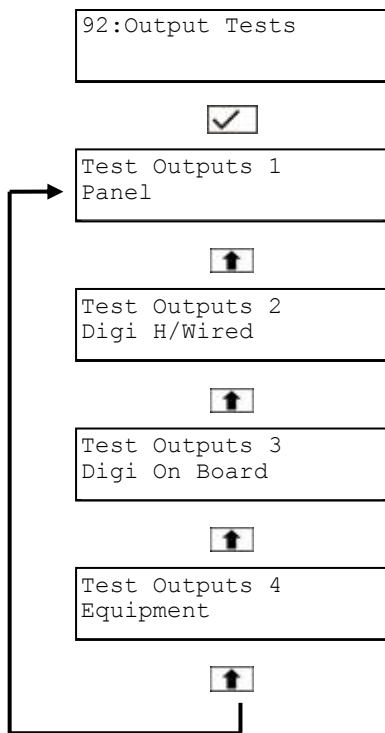 92:Output Tests
Test Outputs 1
Panel
Test Outputs 2
Digi H/Wired
Test Outputs 3
Digi On Board
Test Outputs 4
Equipment